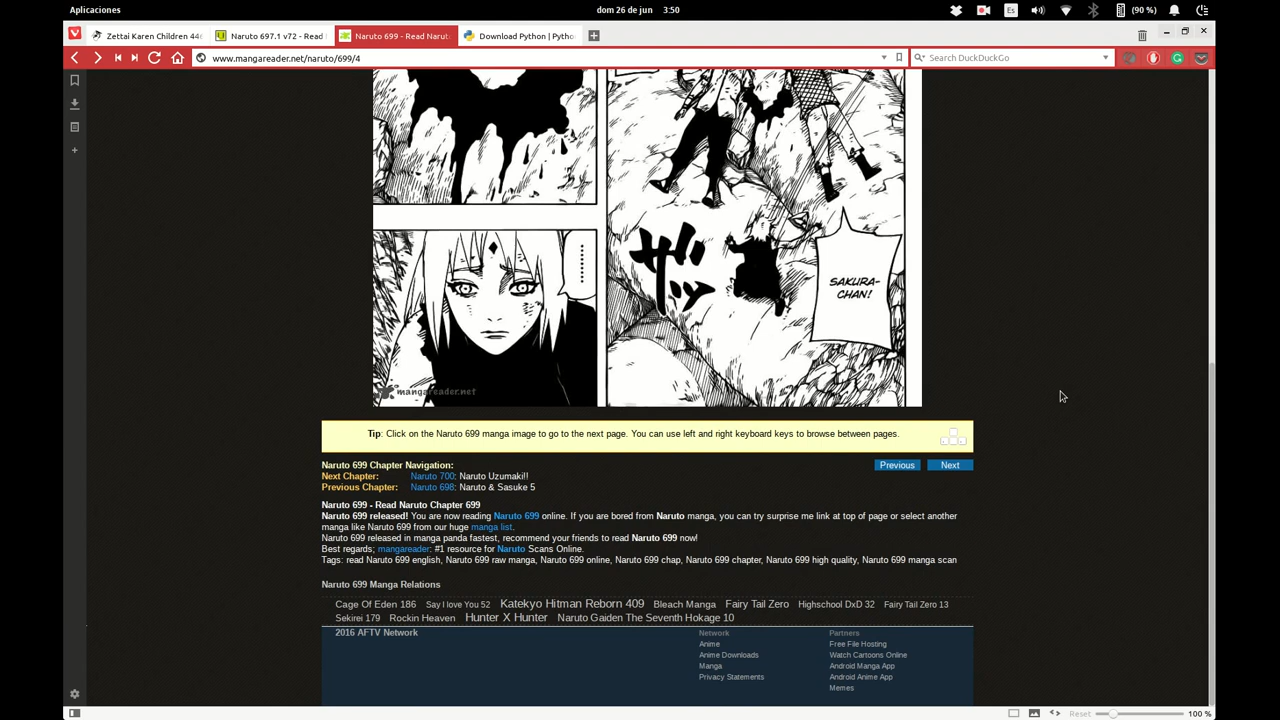 Aplicaciones
dom 26 de jun 3:50
Es
(90 %)
Zettai Karen Children 44
Naruto 697.1 v72 - Read
Naruto 699 - Read Narut
Download Python | Pytho
www.mangareader.net/naruto/699/4
Search DuckDuckGo
ザッ
SAKURA-
CHAN!
mangareader.net
Tip: Click on the Naruto 699 manga image to go to the next page. You can use left and right keyboard keys to browse between pages.
Naruto 699 Chapter Navigation:
Previous
Next
Next Chapter: Naruto 700: Naruto Uzumaki!!
Previous Chapter: Naruto 698: Naruto & Sasuke 5
Naruto 699 - Read Naruto Chapter 699
Naruto 699 released! You are now reading Naruto 699 online. If you are bored from Naruto manga, you can try surprise me link at top of page or select another
manga like Naruto 699 from our huge manga list.
Naruto 699 released in manga panda fastest, recommend your friends to read Naruto 699 now!
Best regards; mangareader: #1 resource for Naruto Scans Online.
Tags: read Naruto 699 english, Naruto 699 raw manga, Naruto 699 online, Naruto 699 chap, Naruto 699 chapter, Naruto 699 high quality, Naruto 699 manga scan
Naruto 699 Manga Relations
Cage Of Eden 186 Say I love You 52 Katekyo Hitman Reborn 409 Bleach Manga Fairy Tail Zero Highschool DxD 32 Fairy Tail Zero 13
Sekirei 179 Rockin Heaven Hunter X Hunter Naruto Gaiden The Seventh Hokage 10
2016 AFTV Network
Network
Anime
Anime Downloads
Manga
Privacy Statements
Partners
Free File Hosting
Watch Cartoons Online
Android Manga App
Android Anime App
Memes
Reset
100 %